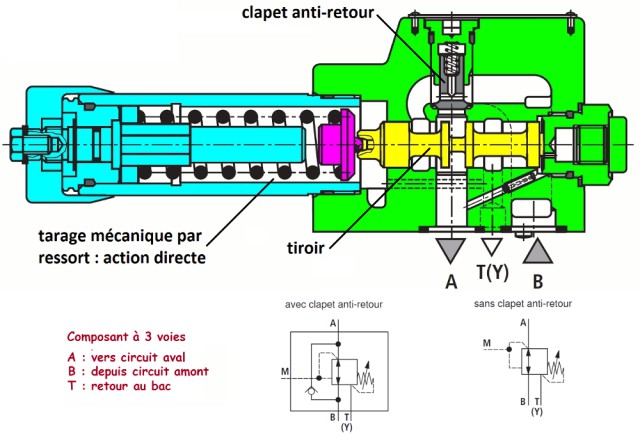 clapet anti-retour
tarage mécanique par
ressort : action directe
tiroir
A
T(Y)
B
avec clapet anti-retour
sans clapet anti-retour
Composant à 3 voies
A : vers circuit aval
B : depuis circuit amont
T : retour au bac
A
M
B T
(Y)
A
M
B T
(Y)